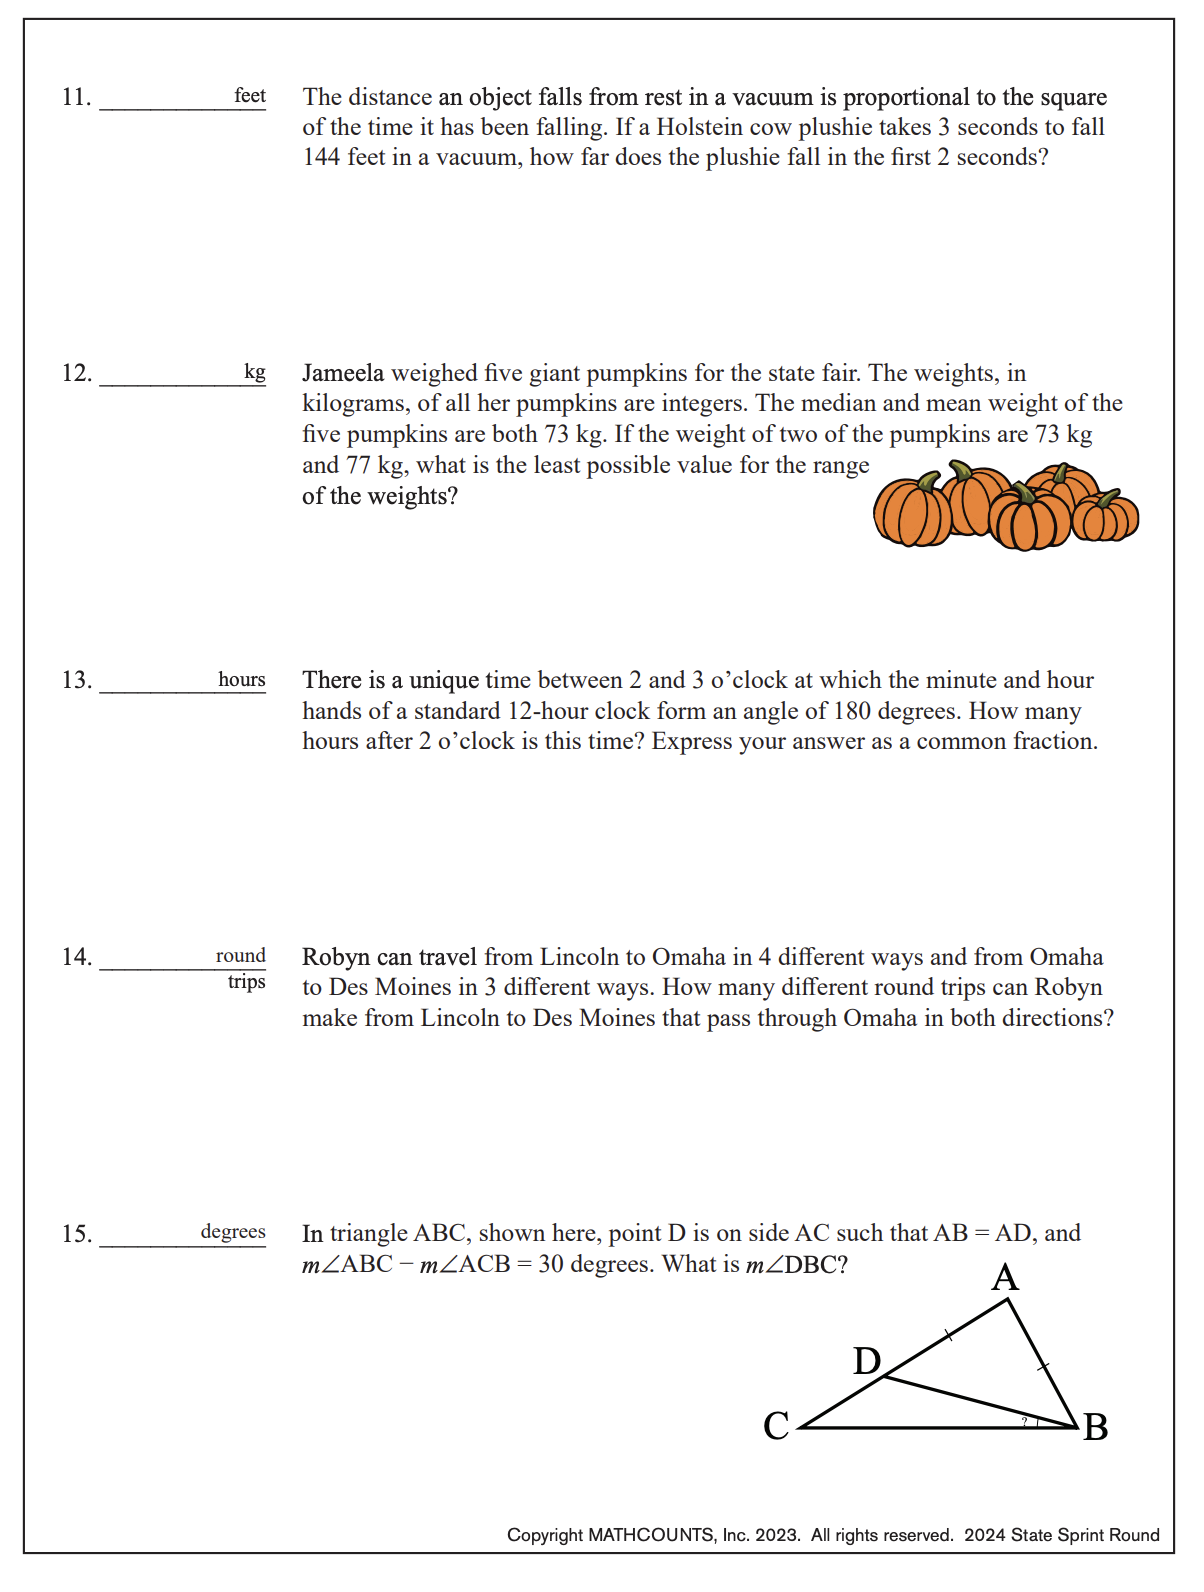 11. ____________ feet The distance an object falls from rest in a vacuum is proportional to the square
of the time it has been falling. If a Holstein cow plushie takes 3 seconds to fall
144 feet in a vacuum, how far does the plushie fall in the first 2 seconds?
12. ____________ kg Jameela weighed five giant pumpkins for the state fair. The weights, in
kilograms, of all her pumpkins are integers. The median and mean weight of the
five pumpkins are both 73 kg. If the weight of two of the pumpkins are 73 kg
and 77 kg, what is the least possible value for the range
of the weights?
13. ____________ hours There is a unique time between 2 and 3 o’clock at which the minute and hour
hands of a standard 12-hour clock form an angle of 180 degrees. How many
hours after 2 o’clock is this time? Express your answer as a common fraction.
14. ____________ round Robyn can travel from Lincoln to Omaha in 4 different ways and from Omaha
trips to Des Moines in 3 different ways. How many different round trips can Robyn
make from Lincoln to Des Moines that pass through Omaha in both directions?
15. ____________ degrees In triangle ABC, shown here, point D is on side AC such that AB = AD, and
m∠ABC − m∠ACB = 30 degrees. What is m∠DBC?
A
D
C ? B
Copyright MATHCOUNTS, Inc. 2023. All rights reserved. 2024 State Sprint Round